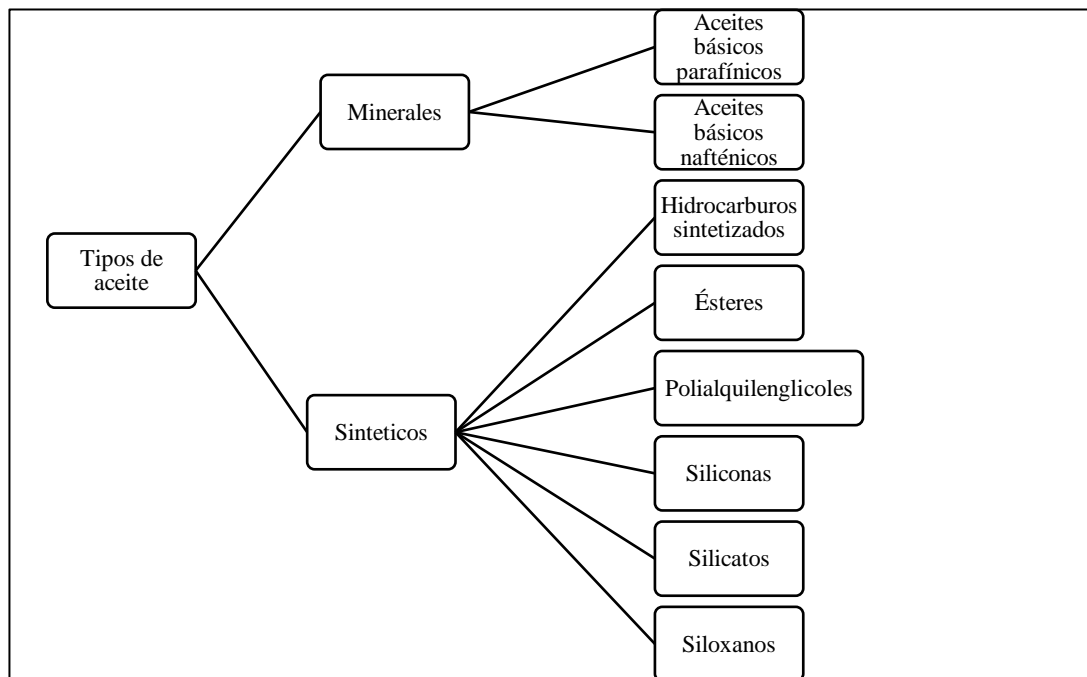 Tipos de
aceite
Minerales
Aceites
básicos
parafínicos
Aceites
básicos
nafténicos
Sinteticos
Hidrocarburos
sintetizados
Ésteres
Polialquilenglicoles
Siliconas
Silicatos
Siloxanos